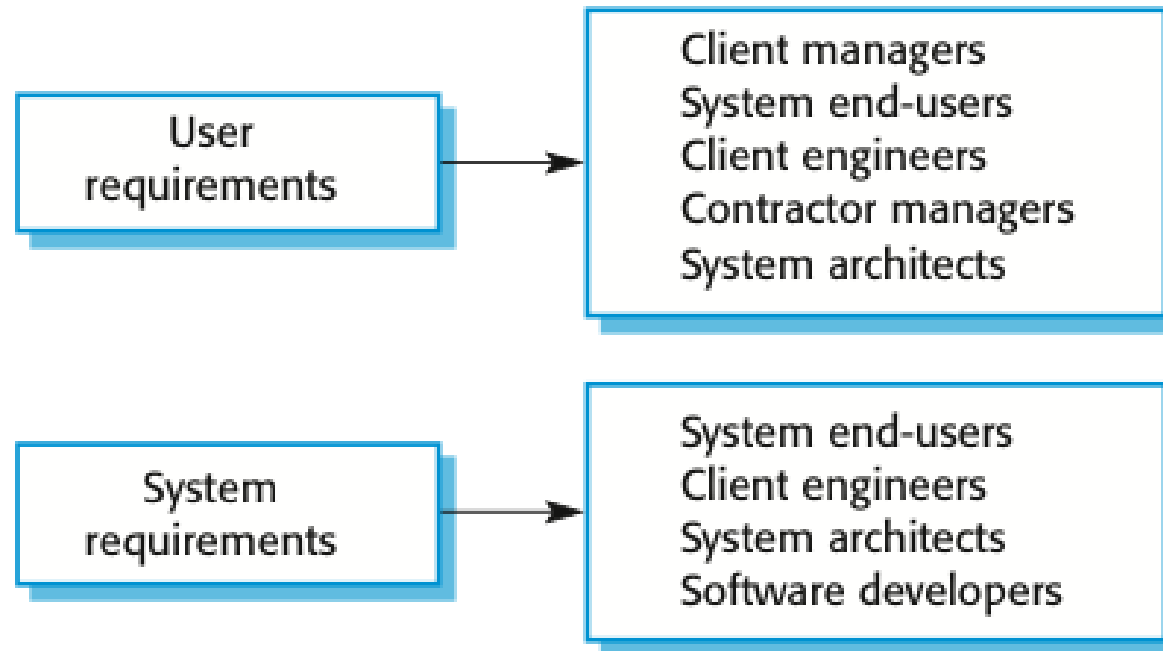 User
requirements
Client managers
System end-users
Client engineers
Contractor managers
System architects
System
requirements
System end-users
Client engineers
System architects
Software developers